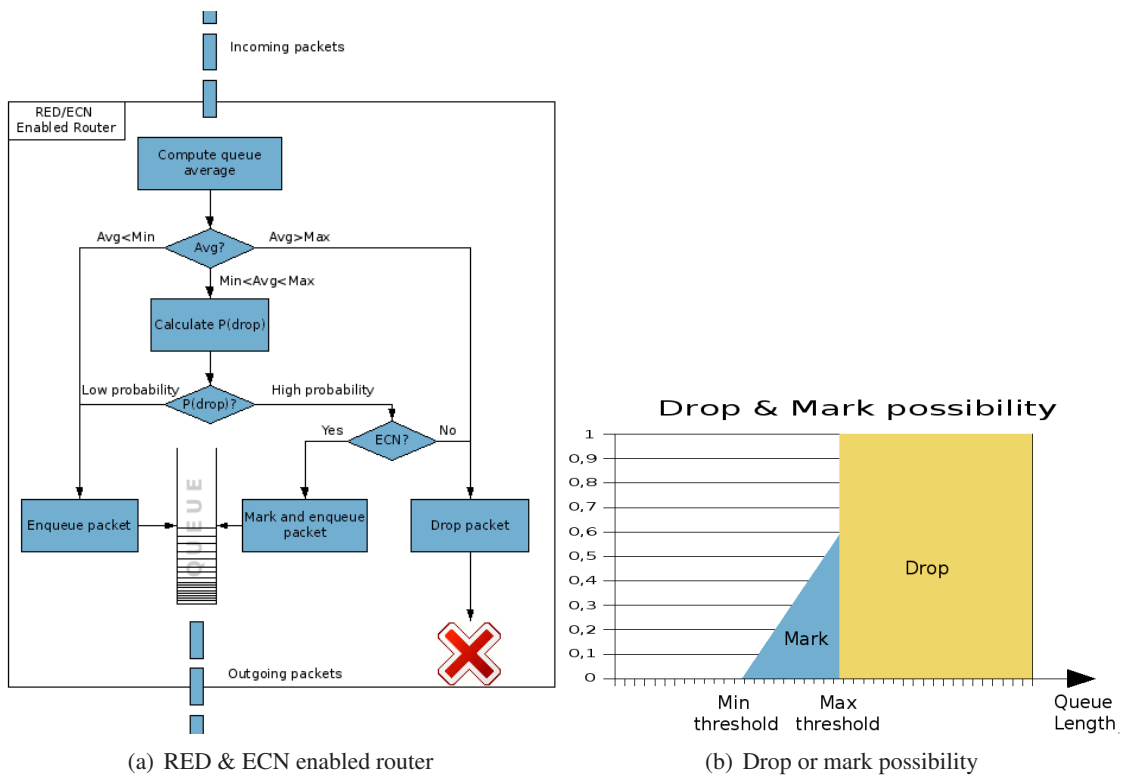 Incoming packets
RED/ECN
Enabled Router
Compute queue
average
Avg<Min
Avg?
Avg>Max
Min<Avg<Max
Calculate P(drop)
Low probability
P(drop)?
High probability
Yes
ECN?
No
QUEUE
Enqueue packet
Mark and enqueue
packet
Drop packet
Outgoing packets
(a) RED & ECN enabled router
Drop & Mark possibility
1
0,9
0,8
0,7
0,6
0,5
0,4
0,3
0,2
0,1
0
Drop
Mark
Min
threshold
Max
threshold
Queue
Length
(b) Drop or mark possibility